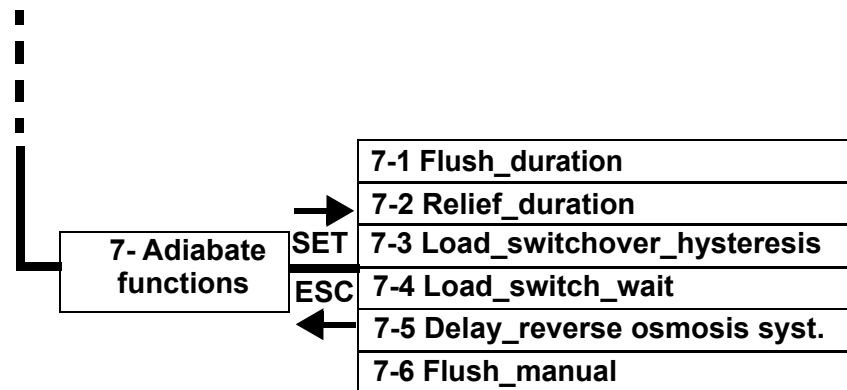 7-1 Flush_duration
7-2 Relief_duration
7- Adiabate
functions
SET
ESC
7-3 Load_switchover_hysteresis
7-4 Load_switch_wait
7-5 Delay_reverse osmosis syst.
7-6 Flush_manual